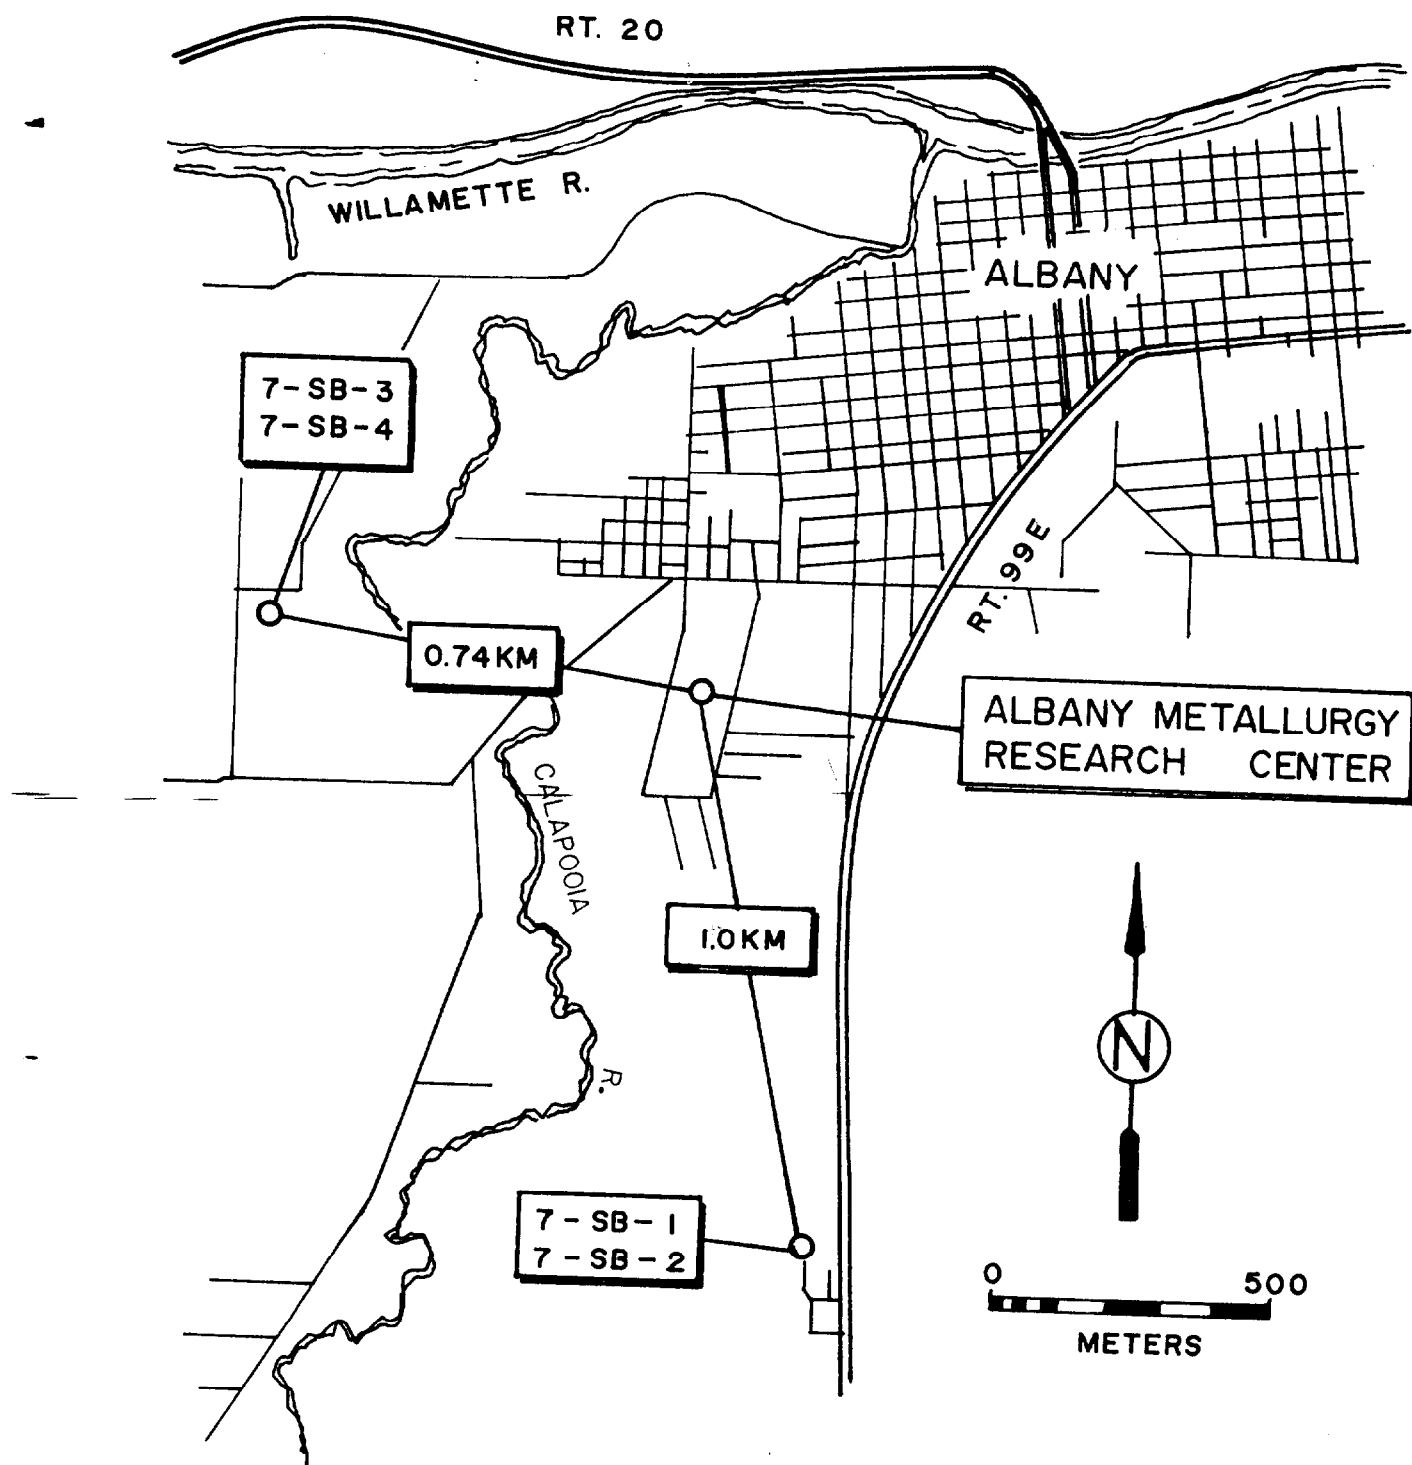 RT. 20
WILLAMETTE R.
ALBANY
7-SB-3
7-SB-4
RT. 99E
0.74KM
ALBANY METALLURGY
RESEARCH CENTER
CALAPOOIA
R.
1.0KM
N
7-SB-1
7-SB-2
0 500
METERS